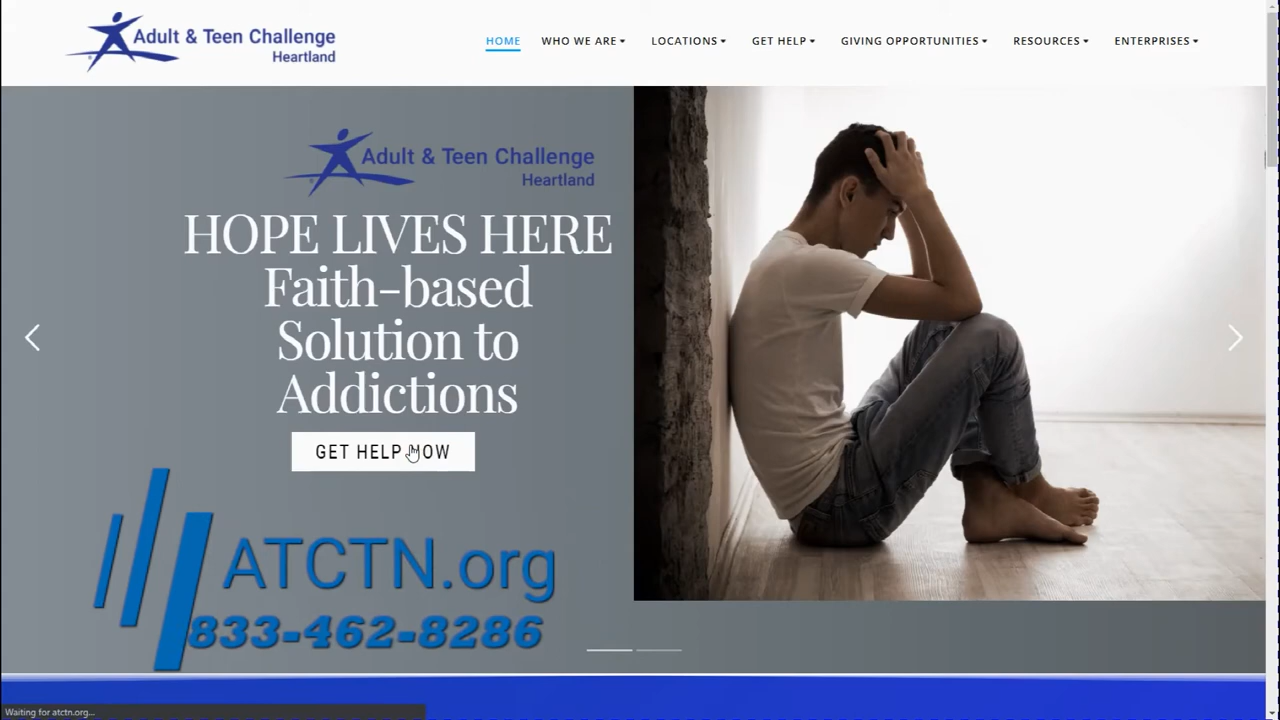 Adult & Teen Challenge
Heartland
HOME WHO WE ARE LOCATIONS GET HELP GIVING OPPORTUNITIES RESOURCES ENTERPRISES
Adult & Teen Challenge
Heartland
HOPE LIVES HERE
Faith-based
Solution to
Addictions
GET HELP NOW
ATCTN.org
833-462-8286
Waiting for atctn.org...